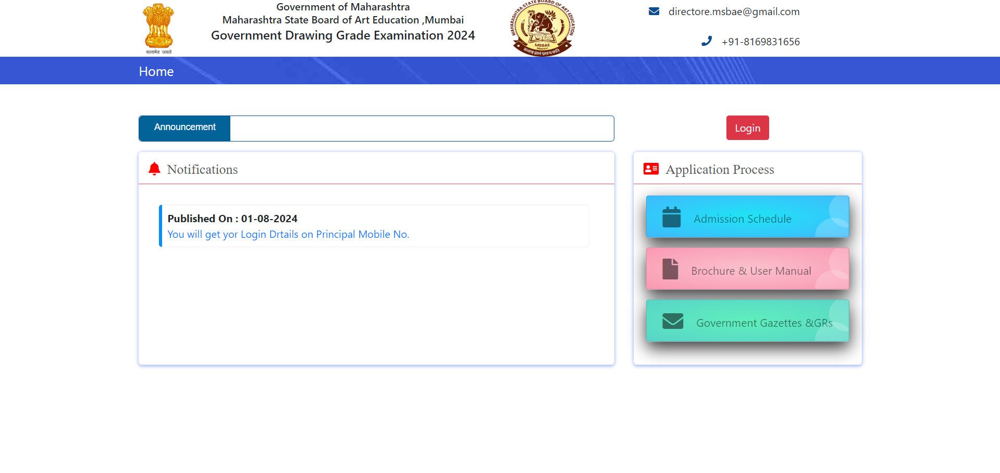 Government of Maharashtra
Maharashtra State Board of Art Education ,Mumbai
Government Drawing Grade Examination 2024
सत्यमेव जयते
MAHARASHTRA STATE BOARD OF ART EDUCATION
MSBAE
MUMBAI
directore.msbae@gmail.com
+91-8169831656
Home
Announcement
Login
Notifications
Published On : 01-08-2024
You will get yor Login Drtails on Principal Mobile No.
Application Process
Admission Schedule
Brochure & User Manual
Government Gazettes &GRs